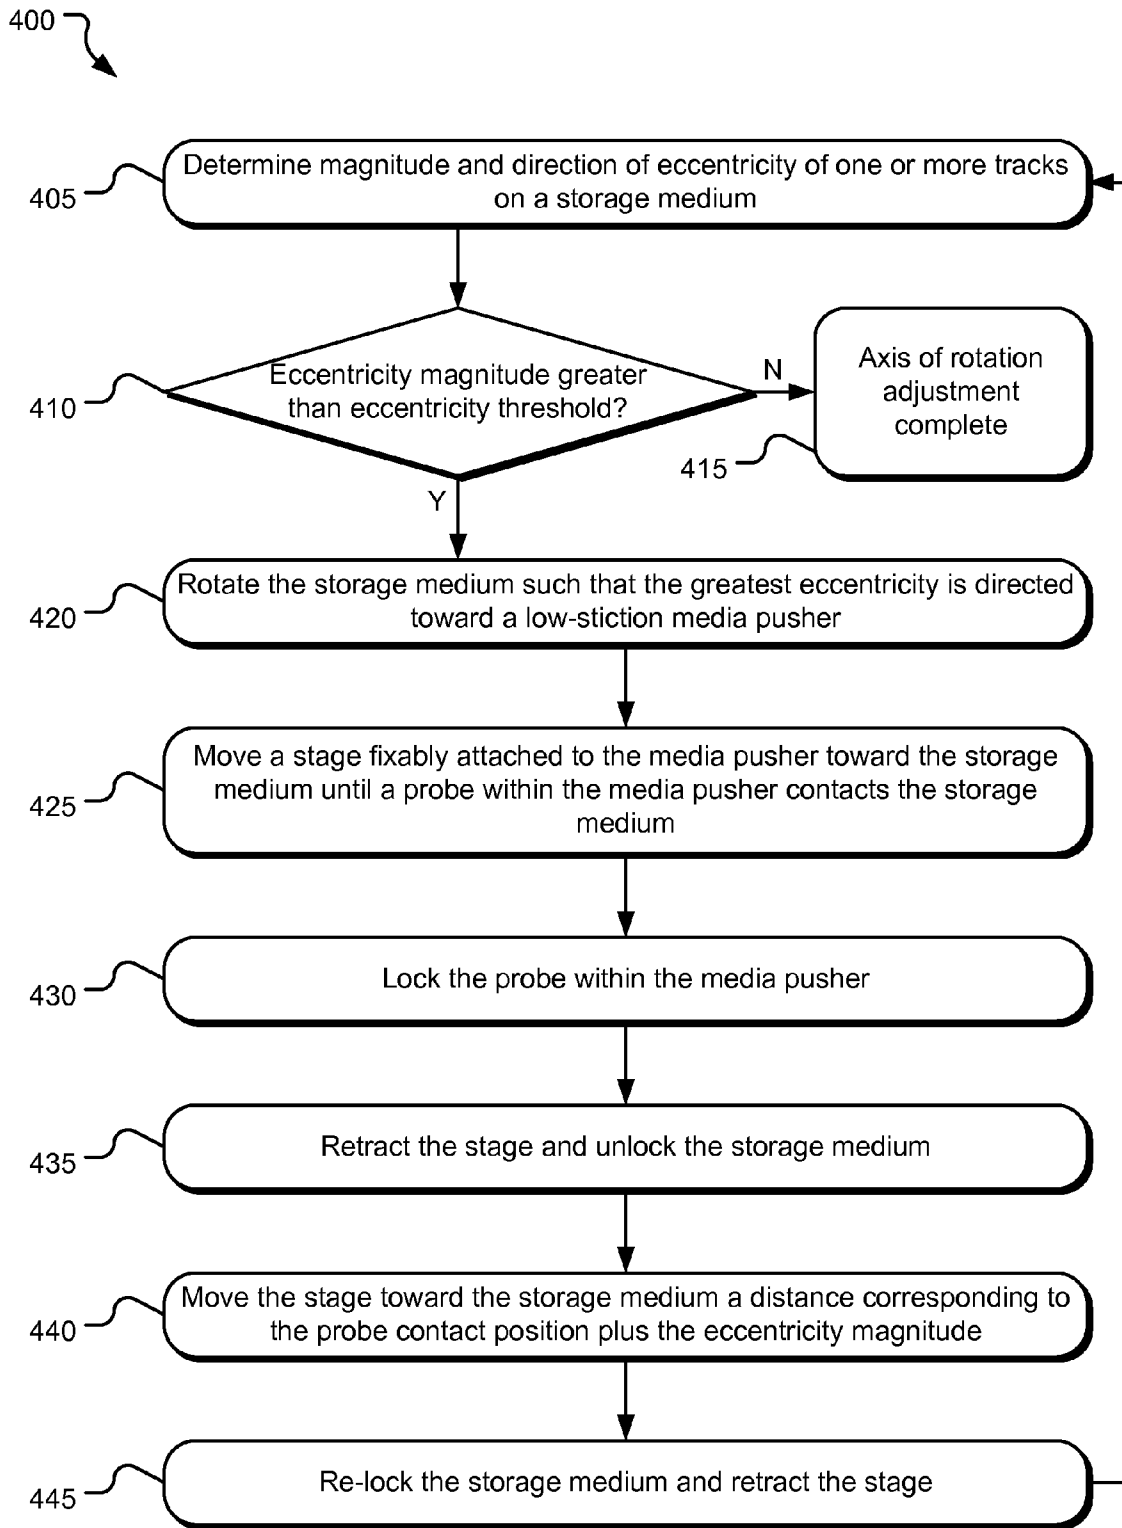 400
405
Determine magnitude and direction of eccentricity of one or more tracks
on a storage medium
410
Eccentricity magnitude greater
than eccentricity threshold?
N
Axis of rotation
adjustment
complete
415
Y
420
Rotate the storage medium such that the greatest eccentricity is directed
toward a low-stiction media pusher
425
Move a stage fixably attached to the media pusher toward the storage
medium until a probe within the media pusher contacts the storage
medium
430
Lock the probe within the media pusher
435
Retract the stage and unlock the storage medium
440
Move the stage toward the storage medium a distance corresponding to
the probe contact position plus the eccentricity magnitude
445
Re-lock the storage medium and retract the stage